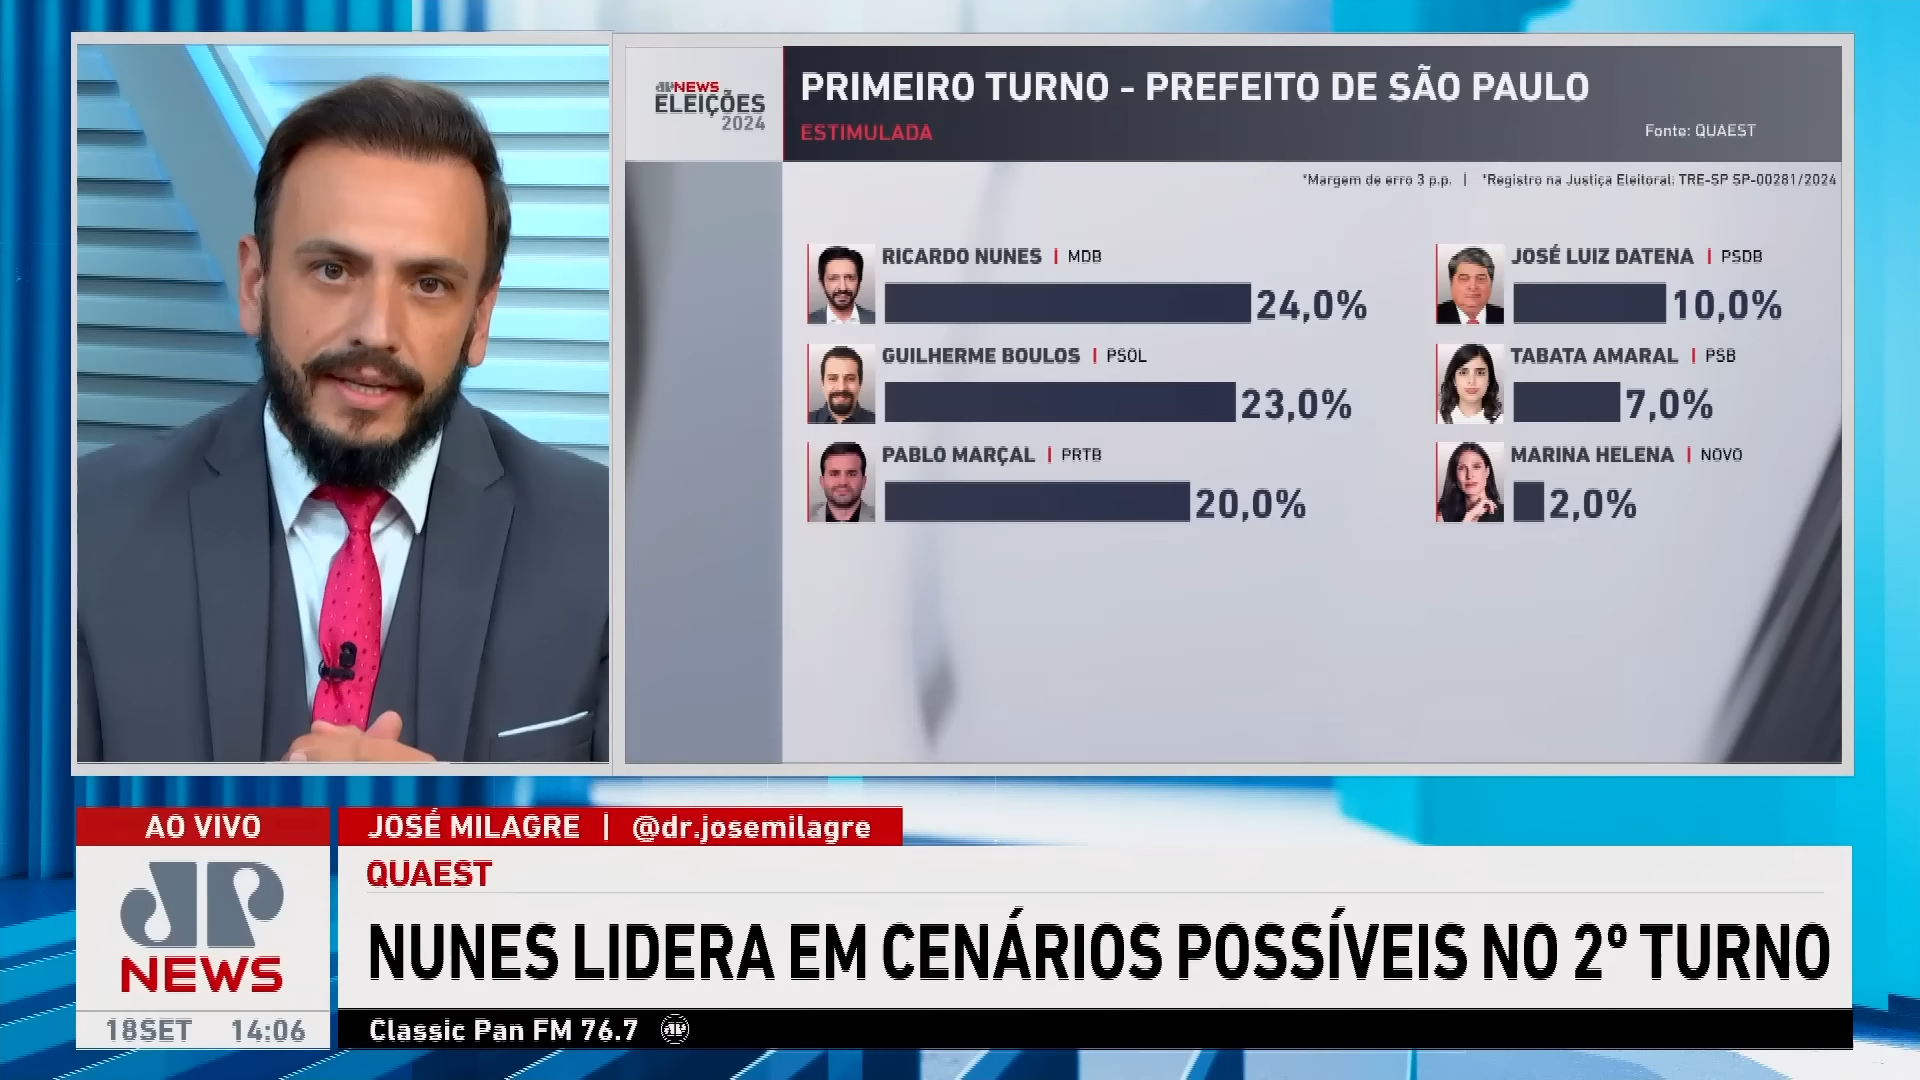 JP NEWS
ELEIÇÕES
2024
PRIMEIRO TURNO - PREFEITO DE SÃO PAULO
ESTIMULADA
Fonte: QUAEST
*Margem de erro 3 p.p. | *Registro na Justiça Eleitoral: TRE-SP SP-00281/2024
RICARDO NUNES | MDB
24,0%
GUILHERME BOULOS | PSOL
23,0%
PABLO MARÇAL | PRTB
20,0%
JOSÉ LUIZ DATENA | PSDB
10,0%
TABATA AMARAL | PSB
7,0%
MARINA HELENA | NOVO
2,0%
AO VIVO
JOSÉ MILAGRE | @dr.josemilagre
QUAEST
NUNES LIDERA EM CENÁRIOS POSSÍVEIS NO 2º TURNO
JP
NEWS
18SET 14:06
Classic Pan FM 76.7 JP